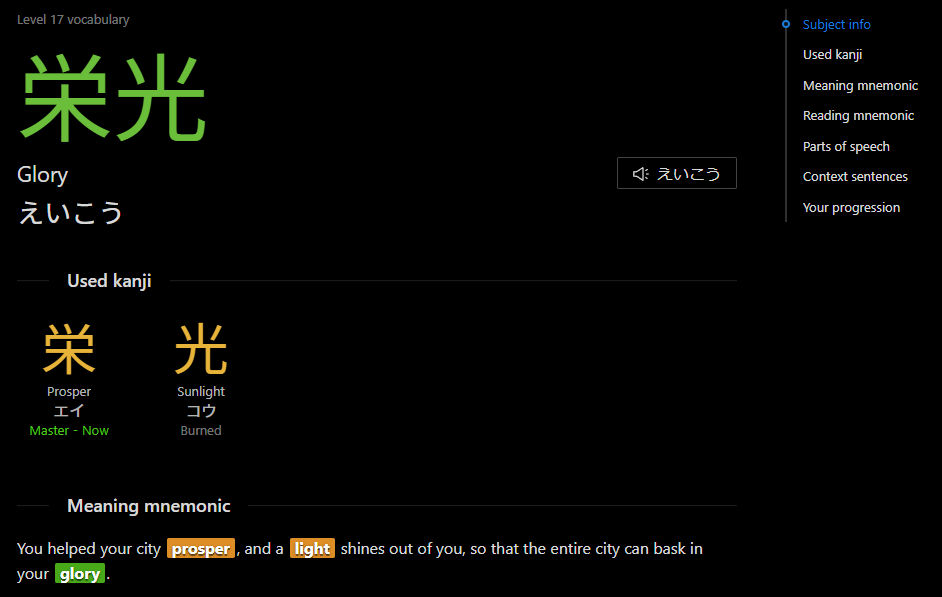 Level 17 vocabulary
栄光
Glory
えいこう
えいこう
Used kanji
栄 光
Prosper Sunlight
エイ コウ
Master - Now Burned
Meaning mnemonic
You helped your city prosper, and a light shines out of you, so that the entire city can bask in
your glory.
Subject info
Used kanji
Meaning mnemonic
Reading mnemonic
Parts of speech
Context sentences
Your progression